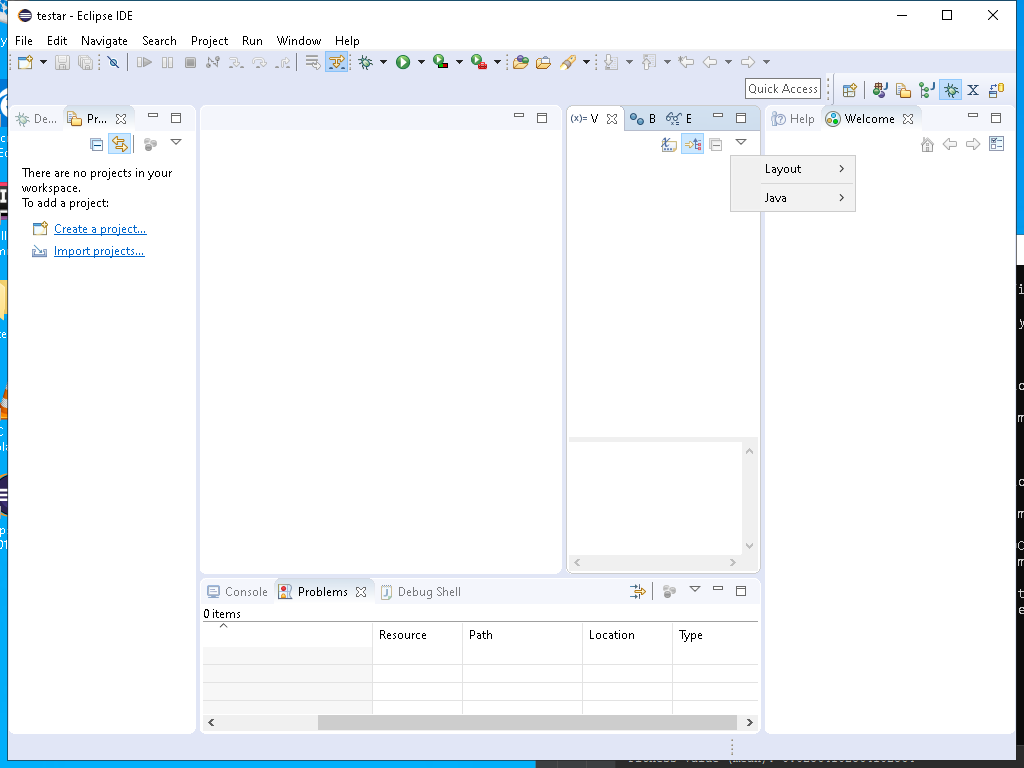 testar - Eclipse IDE
File Edit Navigate Search Project Run Window Help
Quick Access
De... Pr... (x)= V B E Help Welcome
There are no projects in your
workspace.
To add a project:
Create a project...
Import projects...
Layout
Java
Console Problems Debug Shell
0 items
Resource Path Location Type